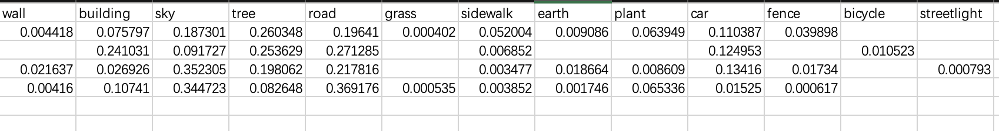 wall building sky tree road grass sidewalk earth plant car fence bicycle streetlight
0.004418 0.075797 0.187301 0.260348 0.19641 0.000402 0.052004 0.009086 0.063949 0.110387 0.039898
0.241031 0.091727 0.253629 0.271285 0.006852 0.124953 0.010523
0.021637 0.026926 0.352305 0.198062 0.217816 0.003477 0.018664 0.008609 0.13416 0.01734 0.000793
0.00416 0.10741 0.344723 0.082648 0.369176 0.000535 0.003852 0.001746 0.065336 0.01525 0.000617